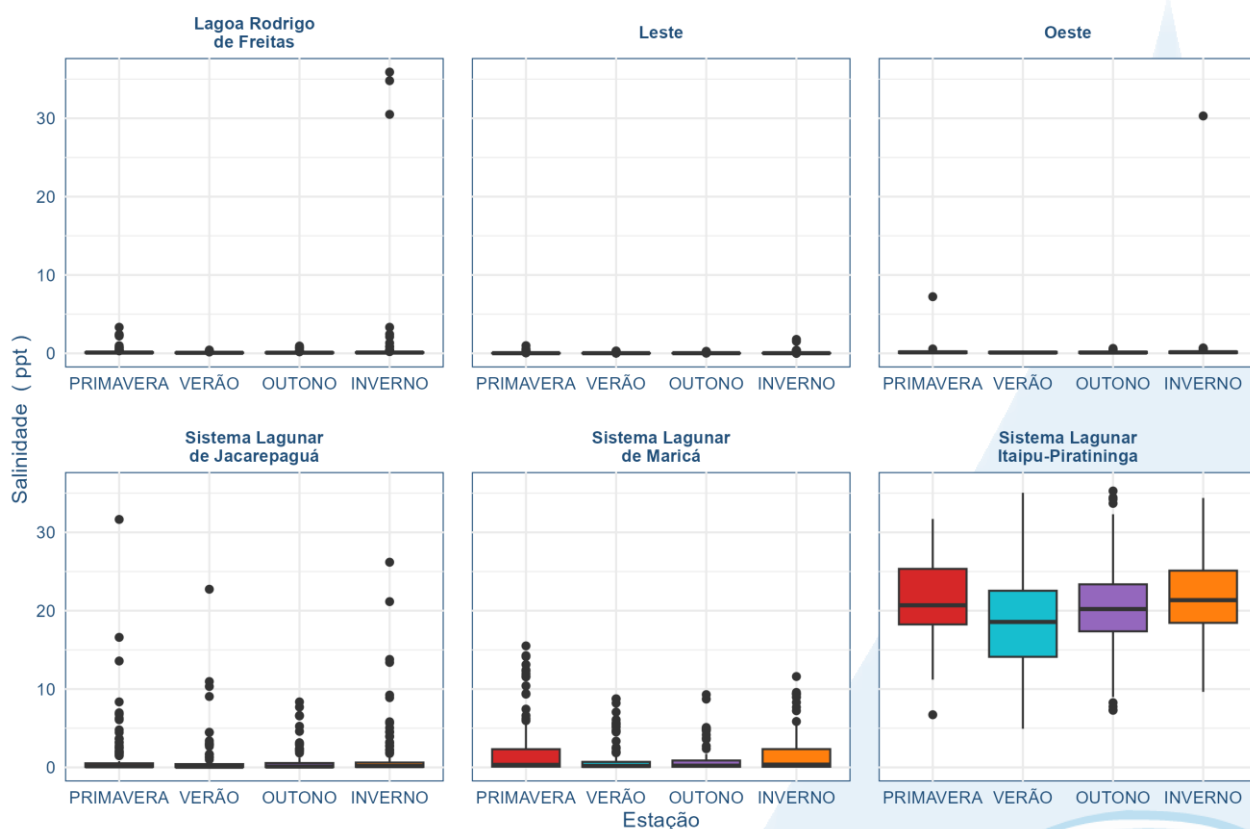 Lagoa Rodrigo
de Freitas
Leste
Oeste
30
20
10
0
PRIMAVERA VERÃO OUTONO INVERNO
PRIMAVERA VERÃO OUTONO INVERNO
PRIMAVERA VERÃO OUTONO INVERNO
Salinidade ( ppt )
Sistema Lagunar
de Jacarepaguá
Sistema Lagunar
de Maricá
Sistema Lagunar
Itaipu-Piratininga
30
20
10
0
PRIMAVERA VERÃO OUTONO INVERNO
PRIMAVERA VERÃO OUTONO INVERNO
PRIMAVERA VERÃO OUTONO INVERNO
Estação